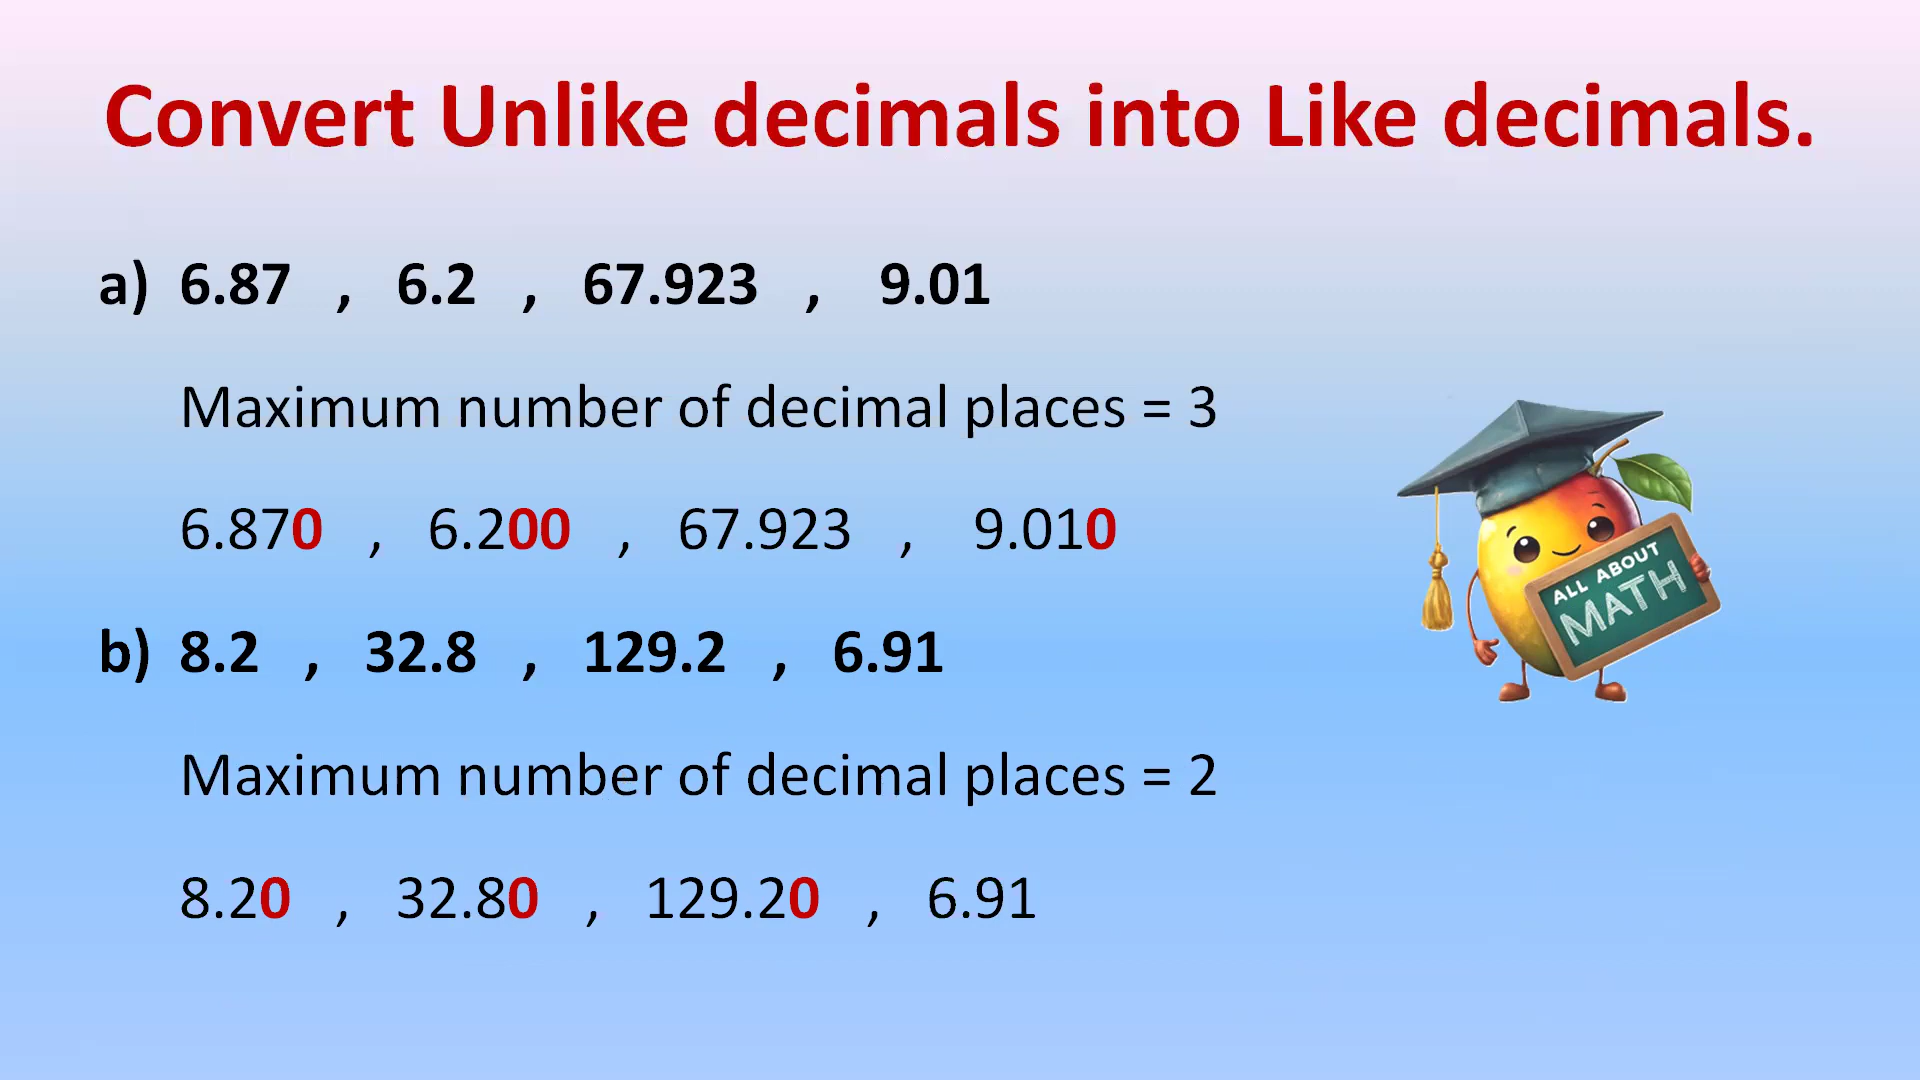 Convert Unlike decimals into Like decimals.
a) 6.87 , 6.2 , 67.923 , 9.01
Maximum number of decimal places = 3
6.870 , 6.200 , 67.923 , 9.010
ALL ABOUT
MATH
b) 8.2 , 32.8 , 129.2 , 6.91
Maximum number of decimal places = 2
8.20 , 32.80 , 129.20 , 6.91